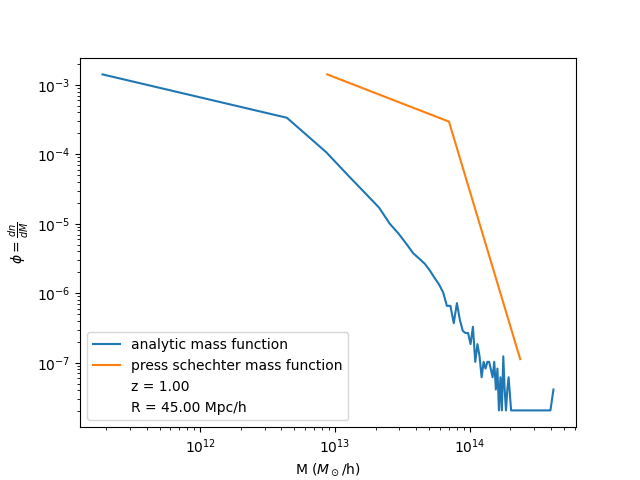 10⁻³
10⁻⁴
10⁻⁵
10⁻⁶
10⁻⁷
ϕ = dn/dM
analytic mass function
press schechter mass function
z = 1.00
R = 45.00 Mpc/h
10¹² 10¹³ 10¹⁴
M (M⊙/h)